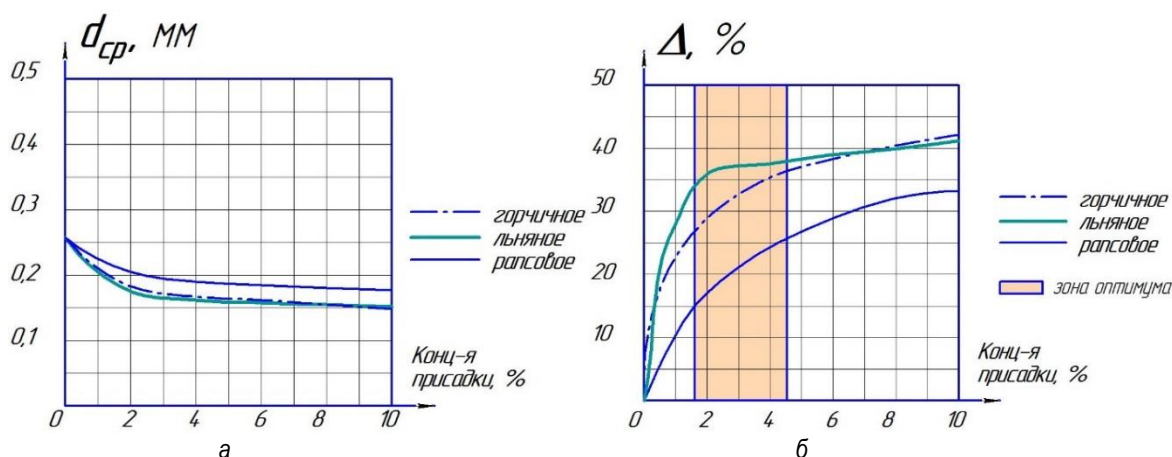 d_ср, мм
0,5
0,4
0,3
0,2
0,1
0 2 4 6 8 10
Конц-я
присадки, %
горчичное
льняное
рапсовое
а
Δ, %
50
40
30
20
10
0 2 4 6 8 10
Конц-я
присадки, %
горчичное
льняное
рапсовое
зона оптимума
б